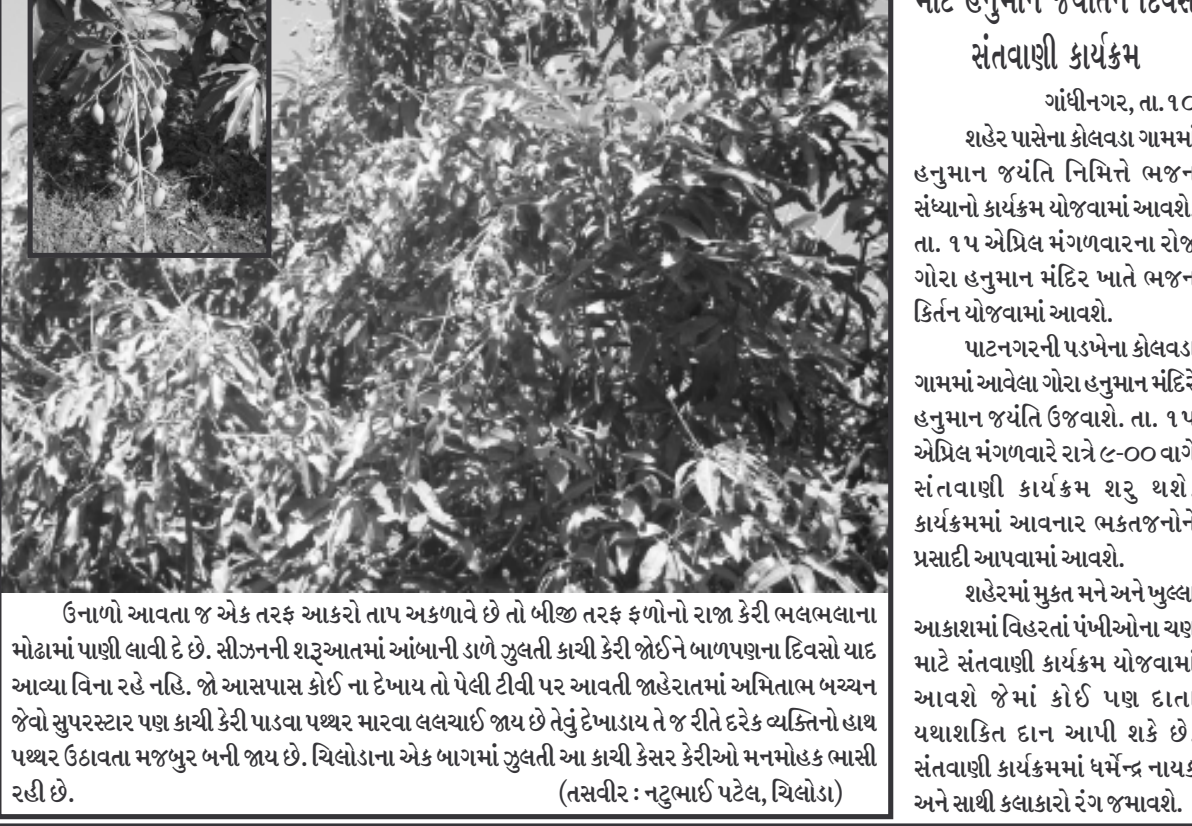 ઉનાળો આવતા જ એક તરફ આકરો તાપ અકળાવે છે તો બીજી તરફ ફળોનો રાજા કેરી ભલભલાના
મોઢામાં પાણી લાવી દે છે. સીઝનની શરૂઆતમાં આંબાની ડાળે ઝુલતી કાચી કેરી જોઈને બાળપણના દિવસો યાદ
આવ્યા વિના રહે નહિ. જો આસપાસ કોઈ ના દેખાય તો પેલી ટીવી પર આવતી જાહેરાતમાં અમિતાભ બચ્ચન
જેવો સુપરસ્ટાર પણ કાચી કેરી પાડવા પથ્થર મારવા લલચાઈ જાય છે તેવું દેખાડાય તે જ રીતે દરેક વ્યક્તિનો હાથ
પથ્થર ઉઠાવતા મજબુર બની જાય છે. ચિલોડાના એક બાગમાં ઝુલતી આ કાચી કેસર કેરીઓ મનમોહક ભાસી
રહી છે. (તસવીર : નટુભાઈ પટેલ, ચિલોડા)
માટે હનુમાન જયંતિને દિવસે
સંતવાણી કાર્યક્રમ
ગાંધીનગર, તા.૧૦
શહેર પાસેના કોલવડા ગામમાં
હનુમાન જયંતિ નિમિત્તે ભજન
સંધ્યાનો કાર્યક્રમ યોજવામાં આવશે.
તા. ૧૫ એપ્રિલ મંગળવારના રોજ
ગોરા હનુમાન મંદિર ખાતે ભજન
કિર્તન યોજવામાં આવશે.
પાટનગરની પડખેના કોલવડા
ગામમાં આવેલા ગોરા હનુમાન મંદિરે
હનુમાન જયંતિ ઉજવાશે. તા. ૧૫
એપ્રિલ મંગળવારે રાત્રે ૯-૦૦ વાગે
સંતવાણી કાર્યક્રમ શરુ થશે.
કાર્યક્રમમાં આવનાર ભકતજનોને
પ્રસાદી આપવામાં આવશે.
શહેરમાં મુકત મને અને ખુલ્લા
આકાશમાં વિહરતાં પંખીઓના ચણ
માટે સંતવાણી કાર્યક્રમ યોજવામાં
આવશે જેમાં કોઈ પણ દાતા
યથાશકિત દાન આપી શકે છે.
સંતવાણી કાર્યક્રમમાં ધર્મેન્દ્ર નાયક
અને સાથી કલાકારો રંગ જમાવશે.